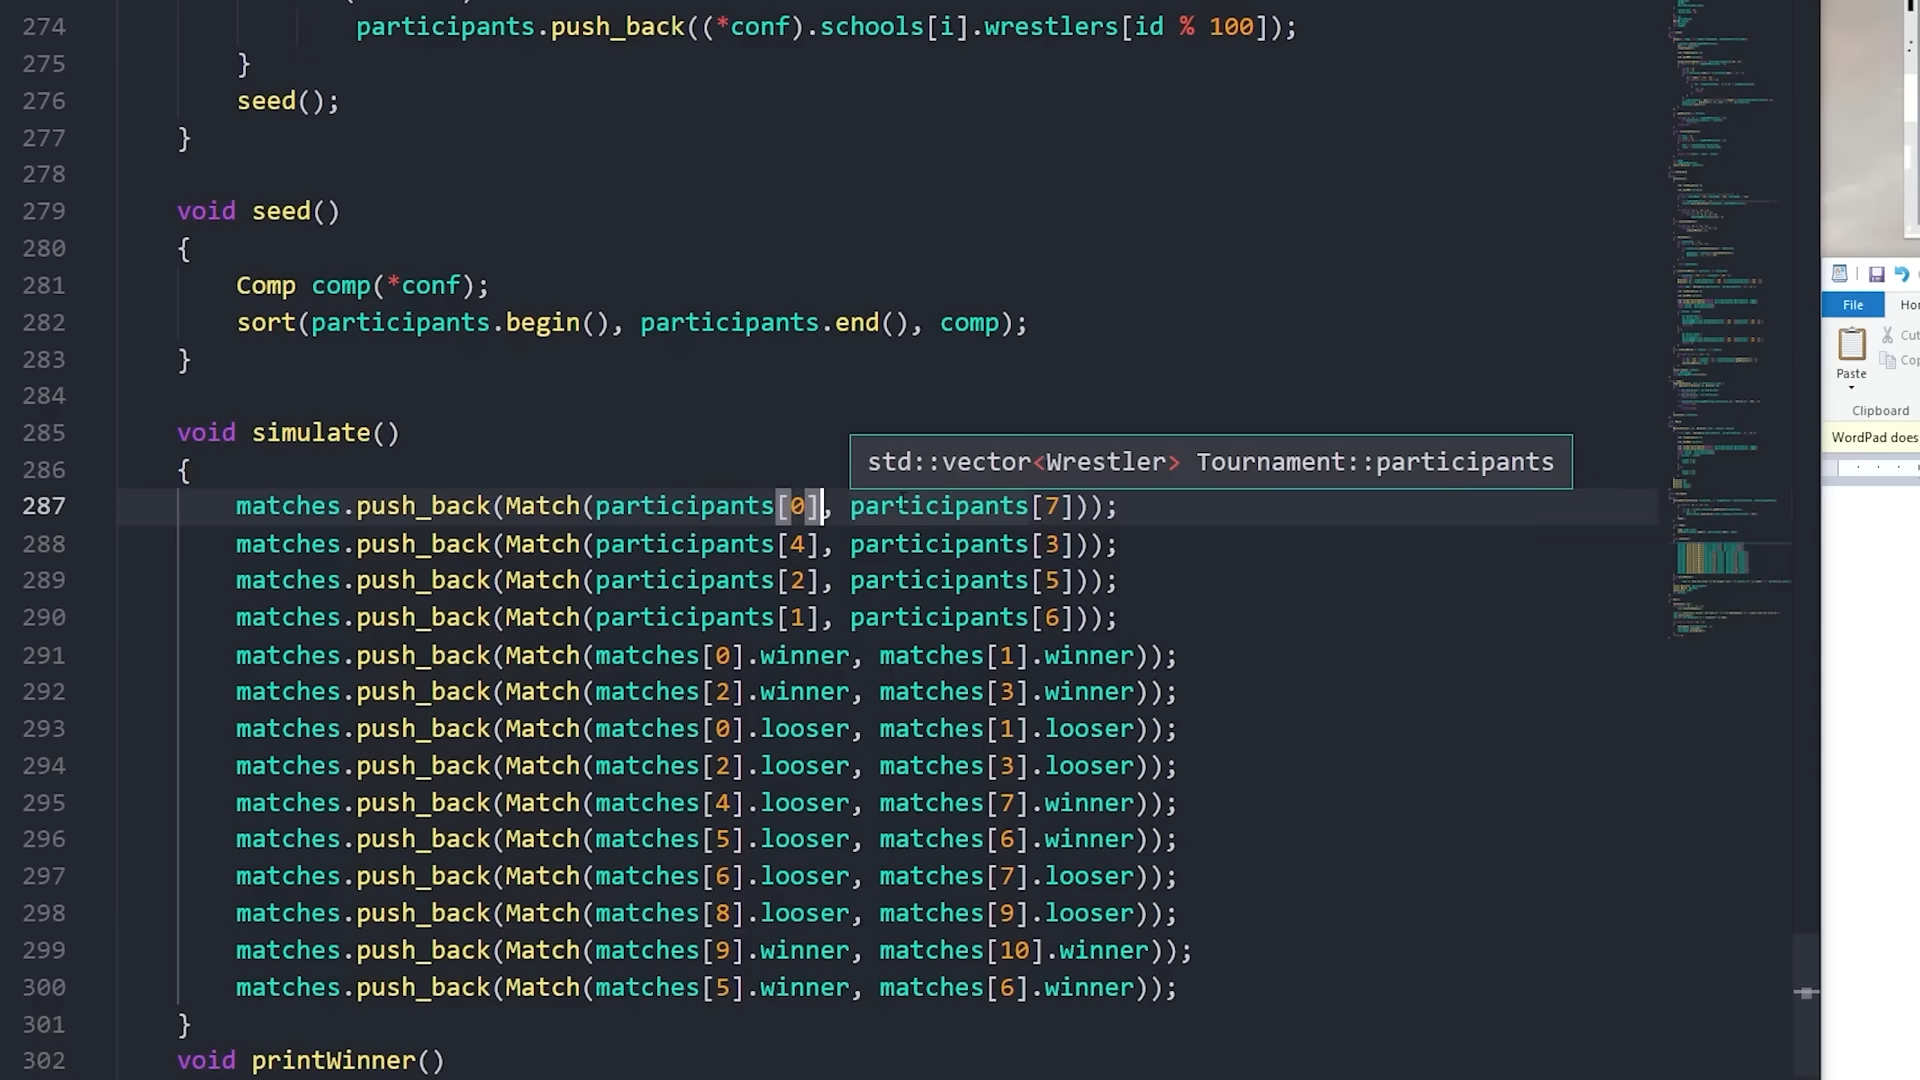 274 participants.push_back((*conf).schools[i].wrestlers[id % 100]);
275 }
276 seed();
277 }
278
279 void seed()
280 {
281 Comp comp(*conf);
282 sort(participants.begin(), participants.end(), comp);
283 }
284
285 void simulate()
286 {
std::vector<Wrestler> Tournament::participants
287 matches.push_back(Match(participants[0], participants[7]));
288 matches.push_back(Match(participants[4], participants[3]));
289 matches.push_back(Match(participants[2], participants[5]));
290 matches.push_back(Match(participants[1], participants[6]));
291 matches.push_back(Match(matches[0].winner, matches[1].winner));
292 matches.push_back(Match(matches[2].winner, matches[3].winner));
293 matches.push_back(Match(matches[0].looser, matches[1].looser));
294 matches.push_back(Match(matches[2].looser, matches[3].looser));
295 matches.push_back(Match(matches[4].looser, matches[7].winner));
296 matches.push_back(Match(matches[5].looser, matches[6].winner));
297 matches.push_back(Match(matches[6].looser, matches[7].looser));
298 matches.push_back(Match(matches[8].looser, matches[9].looser));
299 matches.push_back(Match(matches[9].winner, matches[10].winner));
300 matches.push_back(Match(matches[5].winner, matches[6].winner));
301 }
302 void printWinner()
File Hom
Cut
Cop
Paste
Clipboard
WordPad does